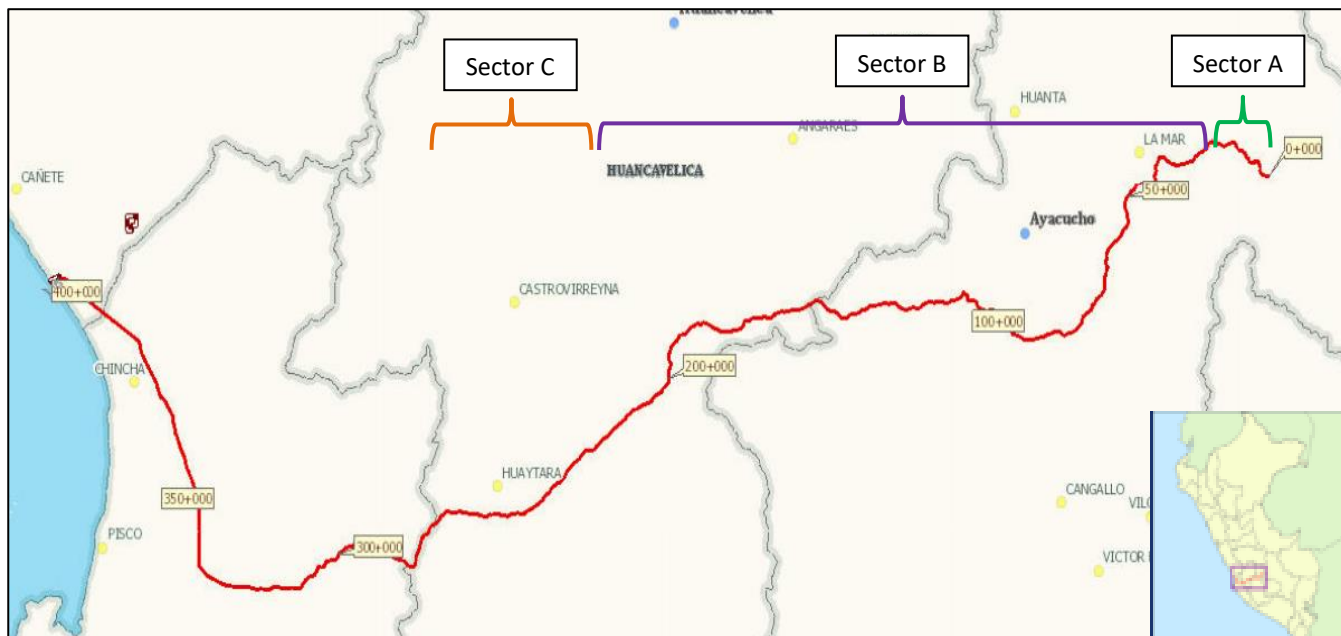 Sector C
Sector B
Sector A
HUANTA
ANGARAES
LA MAR
0+000
HUANCAVELICA
CAÑETE
50+000
Ayacucho
400+000
CASTROVIRREYNA
100+000
CHINCHA
200+000
HUAYTARA
350+000
CANGALLO
PISCO
300+000